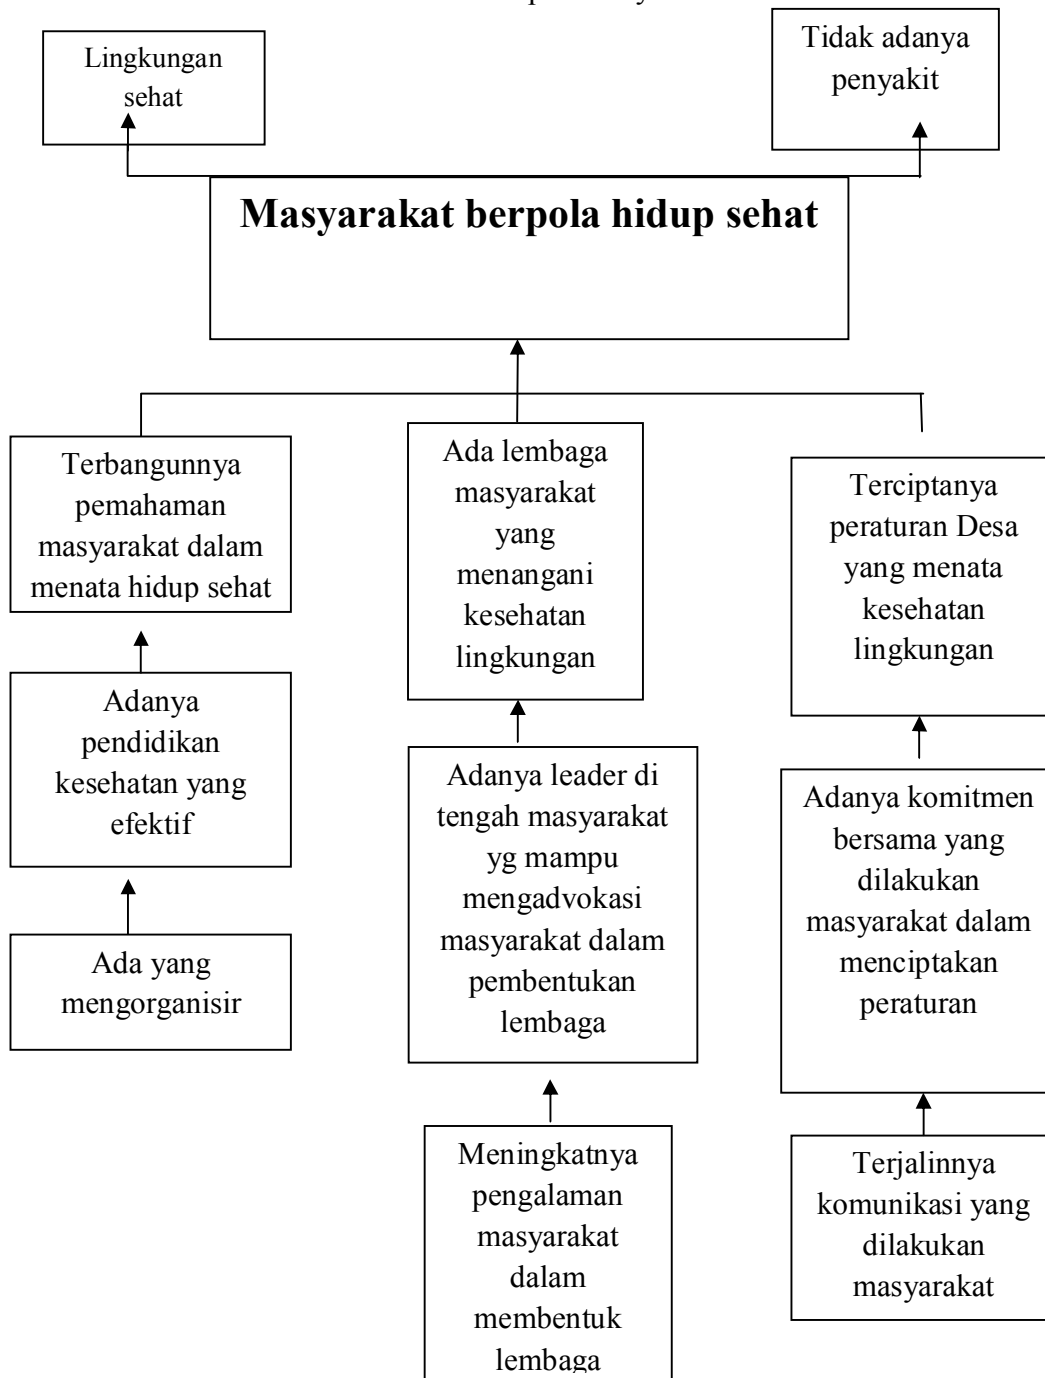 Lingkungan
sehat
Tidak adanya
penyakit
Masyarakat berpola hidup sehat
Terbangunnya
pemahaman
masyarakat dalam
menata hidup sehat
Ada lembaga
masyarakat
yang
menangani
kesehatan
lingkungan
Terciptanya
peraturan Desa
yang menata
kesehatan
lingkungan
Adanya
pendidikan
kesehatan yang
efektif
Adanya leader di
tengah masyarakat
yg mampu
mengadvokasi
masyarakat dalam
pembentukan
lembaga
Adanya komitmen
bersama yang
dilakukan
masyarakat dalam
menciptakan
peraturan
Ada yang
mengorganisir
Meningkatnya
pengalaman
masyarakat
dalam
membentuk
lembaga
Terjalinnya
komunikasi yang
dilakukan
masyarakat